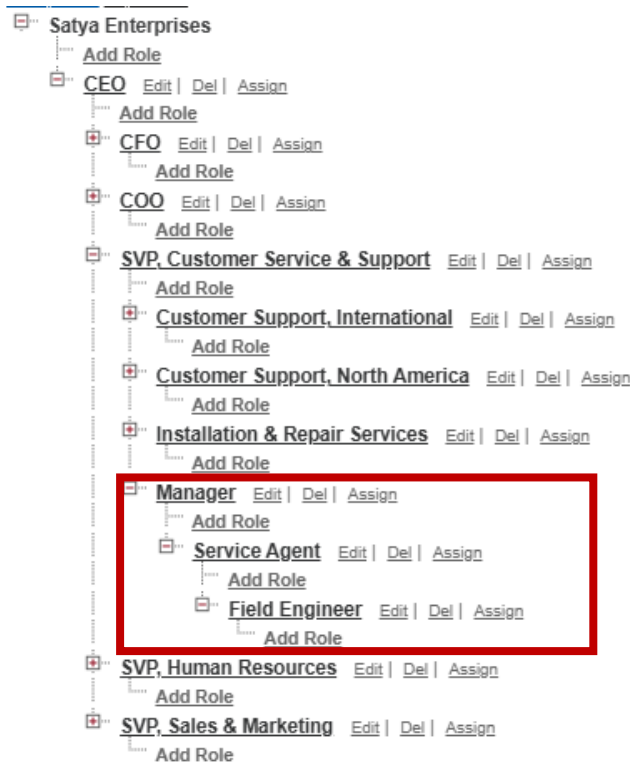 Satya Enterprises
Add Role
CEO Edit | Del | Assign
Add Role
CFO Edit | Del | Assign
Add Role
COO Edit | Del | Assign
Add Role
SVP, Customer Service & Support Edit | Del | Assign
Add Role
Customer Support, International Edit | Del | Assign
Add Role
Customer Support, North America Edit | Del | Assign
Add Role
Installation & Repair Services Edit | Del | Assign
Add Role
Manager Edit | Del | Assign
Add Role
Service Agent Edit | Del | Assign
Add Role
Field Engineer Edit | Del | Assign
Add Role
SVP, Human Resources Edit | Del | Assign
Add Role
SVP, Sales & Marketing Edit | Del | Assign
Add Role